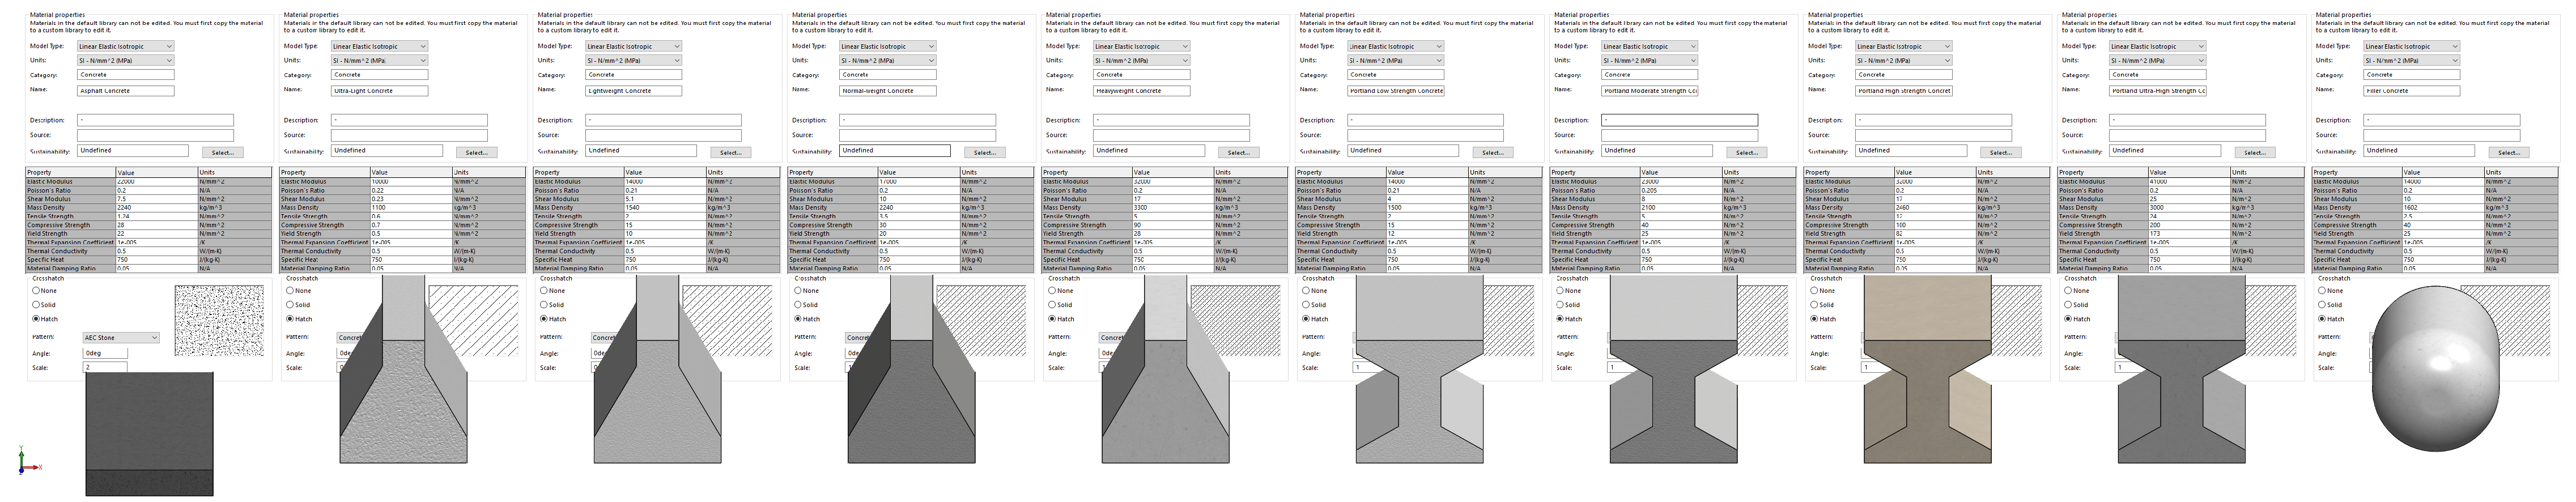 Material properties
Materials in the default library can not be edited. You must first copy the material
to a custom library to edit it.
Model Type: Linear Elastic Isotropic
Units: SI - N/mm^2 (MPa)
Category: Concrete
Name: Asphalt Concrete
Description: -
Source:
Sustainability: Undefined Select...
Property Value Units
Elastic Modulus 22000 N/mm^2
Poisson's Ratio 0.2 N/A
Shear Modulus 7.5 N/mm^2
Mass Density 2240 kg/m^3
Tensile Strength 1.24 N/mm^2
Compressive Strength 28 N/mm^2
Yield Strength 22 N/mm^2
Thermal Expansion Coefficient 1e-005 /K
Thermal Conductivity 0.5 W/(m·K)
Specific Heat 750 J/(kg·K)
Material Damping Ratio 0.05 N/A
Crosshatch
None
Solid
Hatch
Pattern: AEC Stone
Angle: 0deg
Scale: 2
Material properties
Materials in the default library can not be edited. You must first copy the material
to a custom library to edit it.
Model Type: Linear Elastic Isotropic
Units: SI - N/mm^2 (MPa)
Category: Concrete
Name: Ultra-Light Concrete
Description: -
Source:
Sustainability: Undefined Select...
Property Value Units
Elastic Modulus 10000 N/mm^2
Poisson's Ratio 0.22 N/A
Shear Modulus 0.23 N/mm^2
Mass Density 1100 kg/m^3
Tensile Strength 0.6 N/mm^2
Compressive Strength 0.7 N/mm^2
Yield Strength 0.5 N/mm^2
Thermal Expansion Coefficient 1e-005 /K
Thermal Conductivity 0.5 W/(m·K)
Specific Heat 750 J/(kg·K)
Material Damping Ratio 0.05 N/A
Crosshatch
None
Solid
Hatch
Pattern: Concret
Angle: 0de
Scale:
Material properties
Materials in the default library can not be edited. You must first copy the material
to a custom library to edit it.
Model Type: Linear Elastic Isotropic
Units: SI - N/mm^2 (MPa)
Category: Concrete
Name: Lightweight Concrete
Description: -
Source:
Sustainability: Undefined Select...
Property Value Units
Elastic Modulus 14000 N/mm^2
Poisson's Ratio 0.21 N/A
Shear Modulus 5.1 N/mm^2
Mass Density 1540 kg/m^3
Tensile Strength 2 N/mm^2
Compressive Strength 15 N/mm^2
Yield Strength 10 N/mm^2
Thermal Expansion Coefficient 1e-005 /K
Thermal Conductivity 0.5 W/(m·K)
Specific Heat 750 J/(kg·K)
Material Damping Ratio 0.05 N/A
Crosshatch
None
Solid
Hatch
Pattern: Concret
Angle: 0de
Scale:
Material properties
Materials in the default library can not be edited. You must first copy the material
to a custom library to edit it.
Model Type: Linear Elastic Isotropic
Units: SI - N/mm^2 (MPa)
Category: Concrete
Name: Normal-weight Concrete
Description: -
Source:
Sustainability: Undefined Select...
Property Value Units
Elastic Modulus 17000 N/mm^2
Poisson's Ratio 0.2 N/A
Shear Modulus 10 N/mm^2
Mass Density 2240 kg/m^3
Tensile Strength 3.5 N/mm^2
Compressive Strength 30 N/mm^2
Yield Strength 20 N/mm^2
Thermal Expansion Coefficient 1e-005 /K
Thermal Conductivity 0.5 W/(m·K)
Specific Heat 750 J/(kg·K)
Material Damping Ratio 0.05 N/A
Crosshatch
None
Solid
Hatch
Pattern: Concret
Angle: 0de
Scale: 1
Material properties
Materials in the default library can not be edited. You must first copy the material
to a custom library to edit it.
Model Type: Linear Elastic Isotropic
Units: SI - N/mm^2 (MPa)
Category: Concrete
Name: Heavyweight Concrete
Description: -
Source:
Sustainability: Undefined Select...
Property Value Units
Elastic Modulus 32000 N/mm^2
Poisson's Ratio 0.2 N/A
Shear Modulus 17 N/mm^2
Mass Density 3300 kg/m^3
Tensile Strength 5 N/mm^2
Compressive Strength 90 N/mm^2
Yield Strength 28 N/mm^2
Thermal Expansion Coefficient 1e-005 /K
Thermal Conductivity 0.5 W/(m·K)
Specific Heat 750 J/(kg·K)
Material Damping Ratio 0.05 N/A
Crosshatch
None
Solid
Hatch
Pattern: Concret
Angle: 0de
Scale: 1
Material properties
Materials in the default library can not be edited. You must first copy the material
to a custom library to edit it.
Model Type: Linear Elastic Isotropic
Units: SI - N/mm^2 (MPa)
Category: Concrete
Name: Portland Low Strength Concrete
Description: -
Source:
Sustainability: Undefined Select...
Property Value Units
Elastic Modulus 14000 N/mm^2
Poisson's Ratio 0.21 N/A
Shear Modulus 4 N/mm^2
Mass Density 1500 kg/m^3
Tensile Strength 2 N/mm^2
Compressive Strength 15 N/mm^2
Yield Strength 12 N/mm^2
Thermal Expansion Coefficient 1e-005 /K
Thermal Conductivity 0.5 W/(m·K)
Specific Heat 750 J/(kg·K)
Material Damping Ratio 0.05 N/A
Crosshatch
None
Solid
Hatch
Pattern:
Angle:
Scale: 1
Material properties
Materials in the default library can not be edited. You must first copy the material
to a custom library to edit it.
Model Type: Linear Elastic Isotropic
Units: SI - N/mm^2 (MPa)
Category: Concrete
Name: Portland Moderate Strength Co
Description: -
Source:
Sustainability: Undefined Select...
Property Value Units
Elastic Modulus 23000 N/m^2
Poisson's Ratio 0.205 N/A
Shear Modulus 8 N/m^2
Mass Density 2100 kg/m^3
Tensile Strength 5 N/m^2
Compressive Strength 40 N/m^2
Yield Strength 25 N/m^2
Thermal Expansion Coefficient 1e-005 /K
Thermal Conductivity 0.5 W/(m·K)
Specific Heat 750 J/(kg·K)
Material Damping Ratio 0.05 N/A
Crosshatch
None
Solid
Hatch
Pattern:
Angle:
Scale: 1
Material properties
Materials in the default library can not be edited. You must first copy the material
to a custom library to edit it.
Model Type: Linear Elastic Isotropic
Units: SI - N/mm^2 (MPa)
Category: Concrete
Name: Portland High Strength Concret
Description: -
Source:
Sustainability: Undefined Select...
Property Value Units
Elastic Modulus 32000 N/m^2
Poisson's Ratio 0.2 N/A
Shear Modulus 17 N/m^2
Mass Density 2460 kg/m^3
Tensile Strength 12 N/m^2
Compressive Strength 100 N/m^2
Yield Strength 82 N/m^2
Thermal Expansion Coefficient 1e-005 /K
Thermal Conductivity 0.5 W/(m·K)
Specific Heat 750 J/(kg·K)
Material Damping Ratio 0.05 N/A
Crosshatch
None
Solid
Hatch
Pattern:
Angle:
Scale: 1
Material properties
Materials in the default library can not be edited. You must first copy the material
to a custom library to edit it.
Model Type: Linear Elastic Isotropic
Units: SI - N/mm^2 (MPa)
Category: Concrete
Name: Portland Ultra-High Strength Cc
Description: -
Source:
Sustainability: Undefined Select...
Property Value Units
Elastic Modulus 41000 N/m^2
Poisson's Ratio 0.2 N/A
Shear Modulus 25 N/m^2
Mass Density 3000 kg/m^3
Tensile Strength 24 N/m^2
Compressive Strength 200 N/m^2
Yield Strength 173 N/m^2
Thermal Expansion Coefficient 1e-005 /K
Thermal Conductivity 0.5 W/(m·K)
Specific Heat 750 J/(kg·K)
Material Damping Ratio 0.05 N/A
Crosshatch
None
Solid
Hatch
Pattern:
Angle:
Scale: 1
Material properties
Materials in the default library can not be edited. You must first copy the material
to a custom library to edit it.
Model Type: Linear Elastic Isotropic
Units: SI - N/mm^2 (MPa)
Category: Concrete
Name: Filler Concrete
Description: -
Source:
Sustainability: Undefined Select...
Property Value Units
Elastic Modulus 14000 N/mm^2
Poisson's Ratio 0.2 N/A
Shear Modulus 10 N/mm^2
Mass Density 1602 kg/m^3
Tensile Strength 2.5 N/mm^2
Compressive Strength 40 N/mm^2
Yield Strength 25 N/mm^2
Thermal Expansion Coefficient 1e-005 /K
Thermal Conductivity 0.5 W/(m·K)
Specific Heat 750 J/(kg·K)
Material Damping Ratio 0.05 N/A
Crosshatch
None
Solid
Hatch
Pattern:
Angle:
Scale:
Y
X